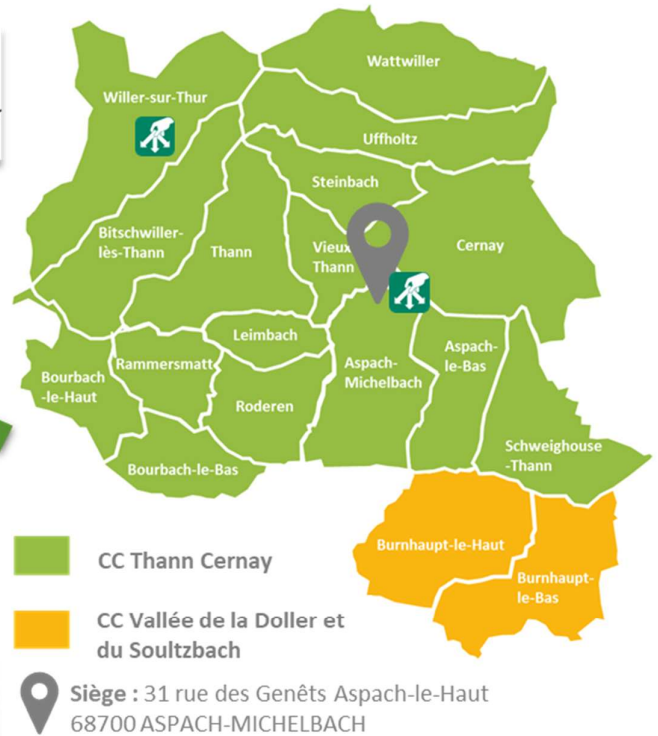 Wattwiller
Willer-sur-Thur
Uffholtz
Steinbach
Bitschwiller-
lès-Thann
Thann
Vieux
Thann
Cernay
Leimbach
Rammersmatt
Aspach-
Michelbach
Aspach-
le-Bas
Bourbach
-le-Haut
Roderen
Schweighouse
-Thann
Bourbach-le-Bas
Burnhaupt-le-Haut
Burnhaupt-
le-Bas
CC Thann Cernay
CC Vallée de la Doller et
du Soultzbach
Siège : 31 rue des Genêts Aspach-le-Haut
68700 ASPACH-MICHELBACH